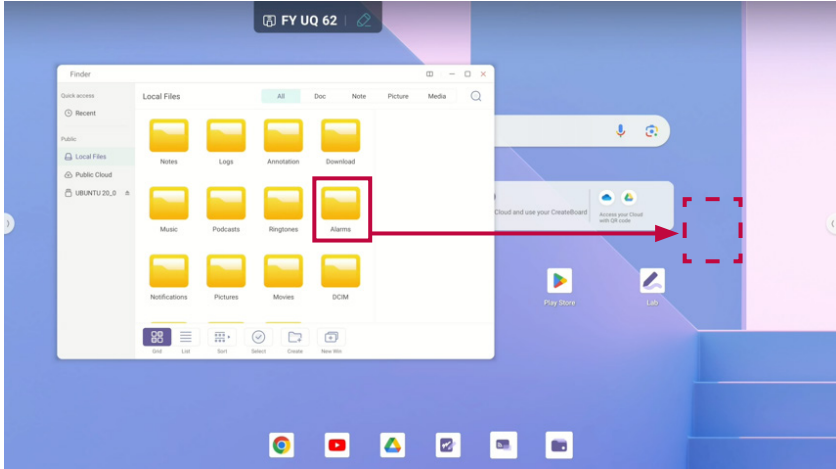 FY UQ 62
Finder
Quick access
Recent
Public
Local Files
Public Cloud
UBUNTU 20_0
Local Files
All
Doc
Note
Picture
Media
Notes
Logs
Annotation
Download
Music
Podcasts
Ringtones
Alarms
Notifications
Pictures
Movies
DCIM
Grid
List
Sort
Select
Create
New Win
Cloud and use your CreateBoard
Access your Cloud
with QR code
Play Store
Lab